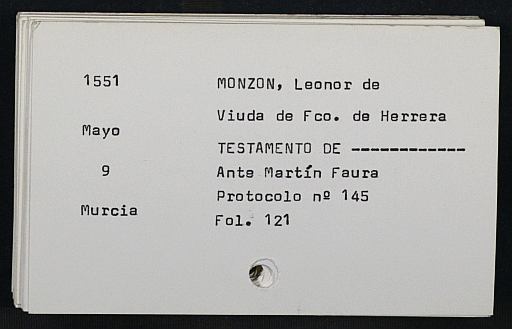 1551
MONZON, Leonor de
Viuda de Fco. de Herrera
Mayo
TESTAMENTO DE ------------
9
Ante Martín Faura
Protocolo nº 145
Murcia
Fol. 121